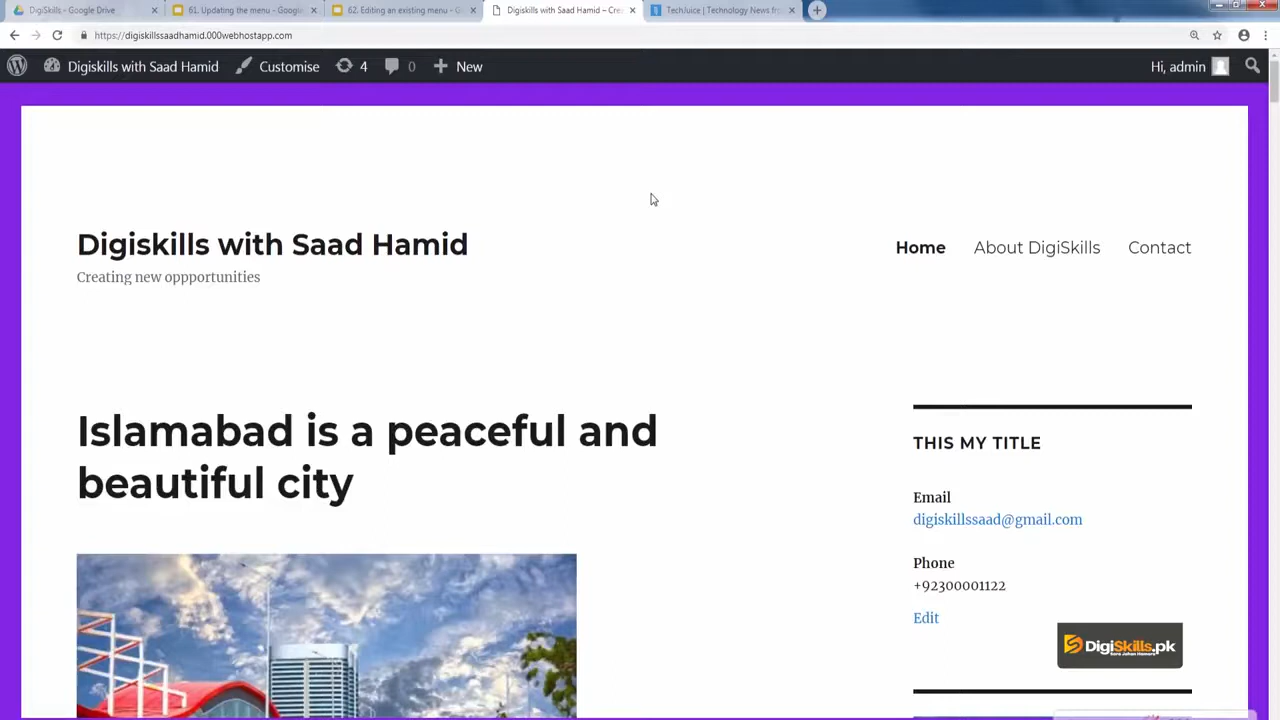 DigiSkills – Google Drive
61. Updating the menu - Google
62. Editing an existing menu - G
Digiskills with Saad Hamid – Cre
TechJuice | Technology News fro
https://digiskillssaadhamid.000webhostapp.com
Digiskills with Saad Hamid
Customise
4
0
New
Hi, admin
Digiskills with Saad Hamid
Creating new oppportunities
Home
About DigiSkills
Contact
Islamabad is a peaceful and
beautiful city
THIS MY TITLE
Email
digiskillssaad@gmail.com
Phone
+92300001122
Edit
DigiSkills.pk